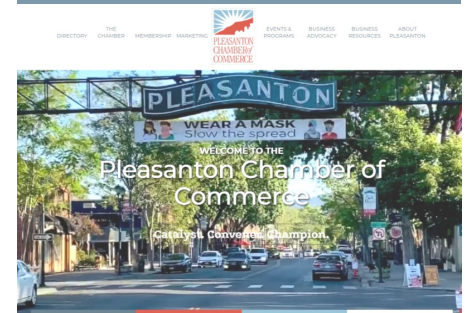 DIRECTORY
THE
CHAMBER
MEMBERSHIP
MARKETING
PLEASANTON
CHAMBER of
COMMERCE
EVENTS &
PROGRAMS
BUSINESS
ADVOCACY
BUSINESS
RESOURCES
ABOUT
PLEASANTON
PLEASANTON
WEAR A MASK
Slow the spread
WELCOME TO THE
Pleasanton Chamber of
Commerce
Catalyst. Convener. Champion.